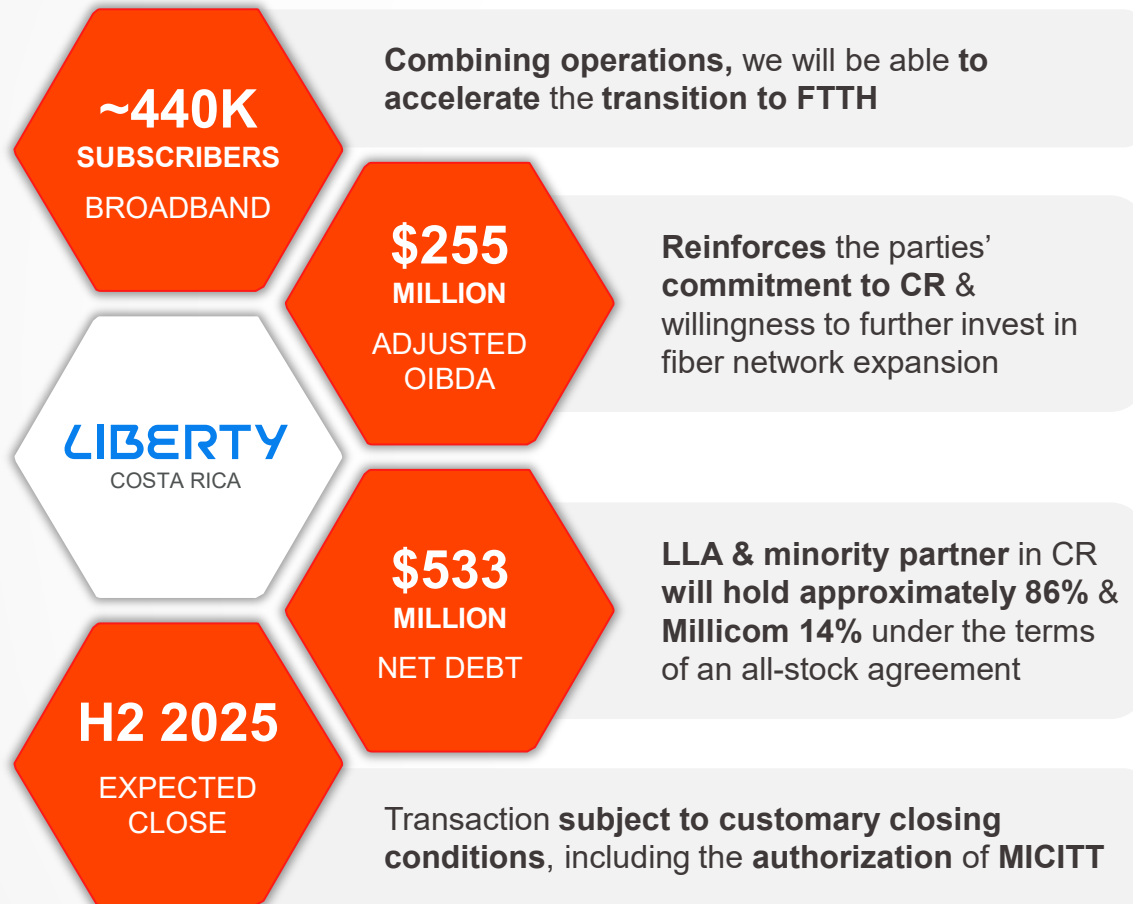 ~440K
SUBSCRIBERS
BROADBAND
Combining operations, we will be able to
accelerate the transition to FTTH
$255
MILLION
ADJUSTED
OIBDA
Reinforces the parties’
commitment to CR &
willingness to further invest in
fiber network expansion
LIBERTY
COSTA RICA
$533
MILLION
NET DEBT
LLA & minority partner in CR
will hold approximately 86% &
Millicom 14% under the terms
of an all-stock agreement
H2 2025
EXPECTED
CLOSE
Transaction subject to customary closing
conditions, including the authorization of MICITT